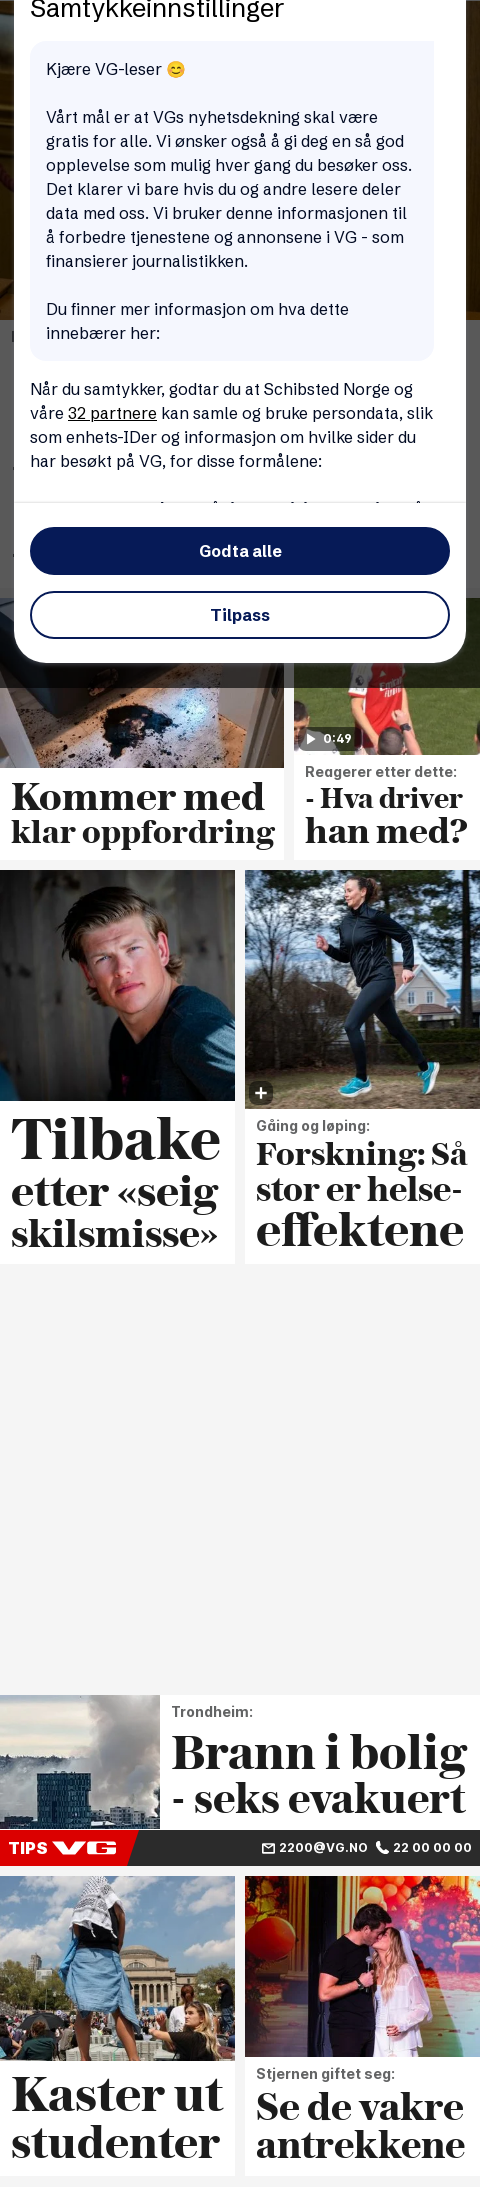 Samtykkeinnstillinger
Kjære VG-leser 😊
Vårt mål er at VGs nyhetsdekning skal være
gratis for alle. Vi ønsker også å gi deg en så god
opplevelse som mulig hver gang du besøker oss.
Det klarer vi bare hvis du og andre lesere deler
data med oss. Vi bruker denne informasjonen til
å forbedre tjenestene og annonsene i VG - som
finansierer journalistikken.
Du finner mer informasjon om hva dette
innebærer her:
Når du samtykker, godtar du at Schibsted Norge og
våre 32 partnere kan samle og bruke persondata, slik
som enhets-IDer og informasjon om hvilke sider du
har besøkt på VG, for disse formålene:
Godta alle
Tilpass
0:49
Kommer med
klar oppfordring
Reagerer etter dette:
- Hva driver
han med?
Tilbake
etter «seig
skilsmisse»
Gåing og løping:
Forskning: Så
stor er helse-
effektene
Trondheim:
Brann i bolig
- seks evakuert
TIPS VG 2200@VG.NO 22 00 00 00
Kaster ut
studenter
Stjernen giftet seg:
Se de vakre
antrekkene